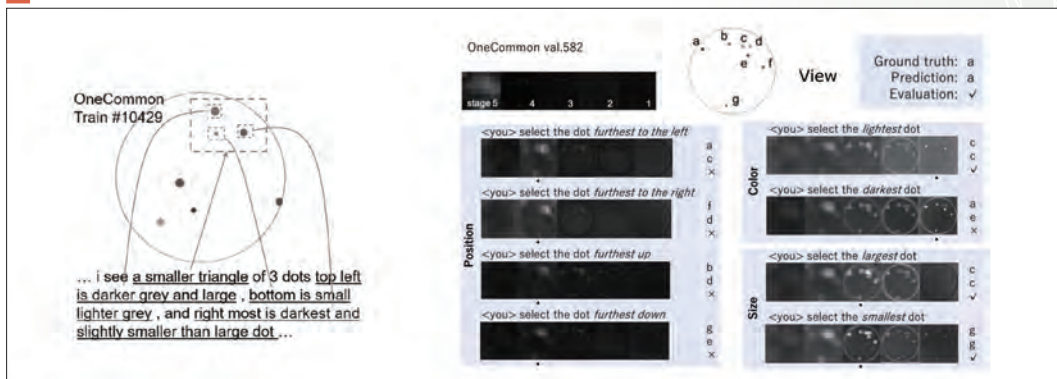 OneCommon
Train #10429
... i see a smaller triangle of 3 dots top left
is darker grey and large , bottom is small
lighter grey , and right most is darkest and
slightly smaller than large dot ...
OneCommon val.582
stage 5 4 3 2 1
a b c d
e f
g
View
Ground truth: a
Prediction: a
Evaluation: ✓
Position
<you> select the dot furthest to the left
a
c
×
<you> select the dot furthest to the right
f
d
×
<you> select the dot furthest up
b
d
×
<you> select the dot furthest down
g
e
×
Color
<you> select the lightest dot
c
c
✓
<you> select the darkest dot
a
e
×
Size
<you> select the largest dot
c
c
✓
<you> select the smallest dot
g
g
✓